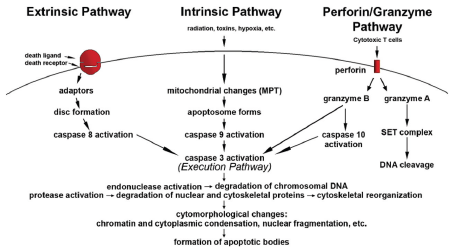 Extrinsic Pathway
Intrinsic Pathway
Perforin/Granzyme
Pathway
radiation, toxins, hypoxia, etc.
Cytotoxic T cells
death ligand
death receptor
perforin
adaptors
mitochondrial changes (MPT)
granzyme B
granzyme A
disc formation
apoptosome forms
SET complex
caspase 8 activation
caspase 9 activation
caspase 10
activation
DNA cleavage
caspase 3 activation
(Execution Pathway)
endonuclease activation → degradation of chromosomal DNA
protease activation → degradation of nuclear and cytoskeletal proteins → cytoskeletal reorganization
cytomorphological changes:
chromatin and cytoplasmic condensation, nuclear fragmentation, etc.
formation of apoptotic bodies